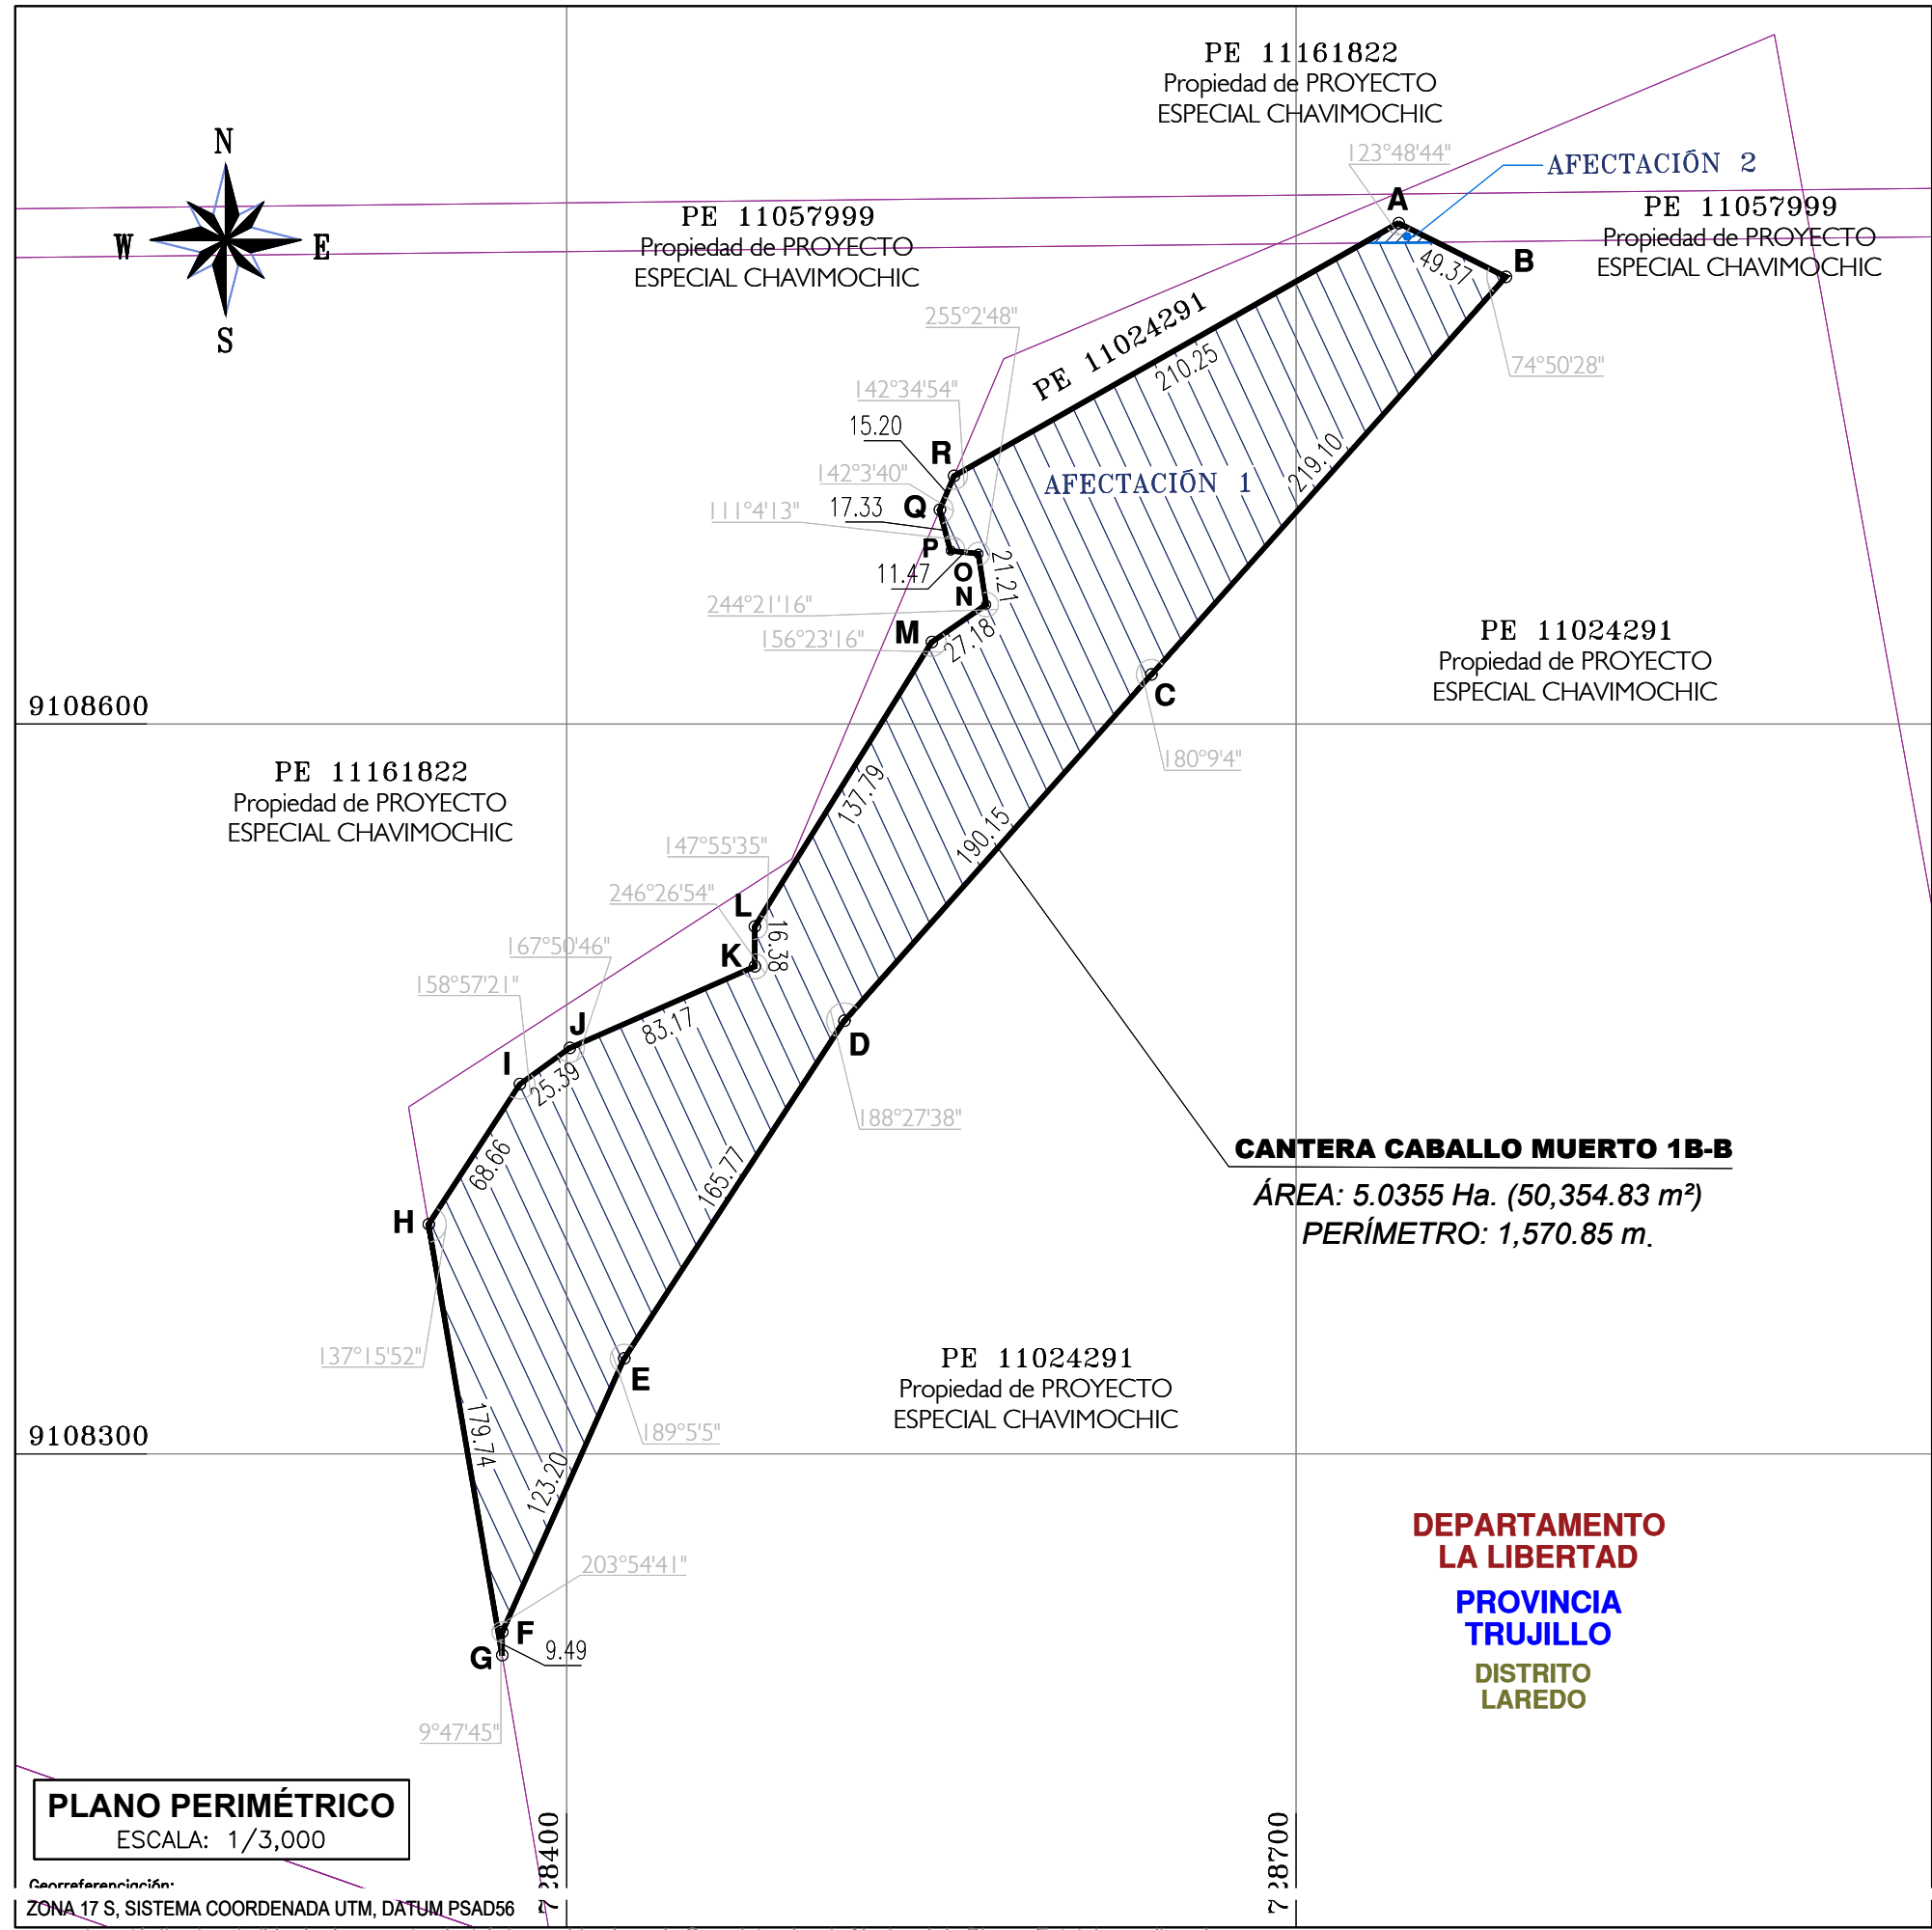 PE 11161822
Propiedad de PROYECTO
ESPECIAL CHAVIMOCHIC
N
W
E
S
123°48'44"
AFECTACIÓN 2
A
PE 11057999
Propiedad de PROYECTO
ESPECIAL CHAVIMOCHIC
PE 11057999
Propiedad de PROYECTO
ESPECIAL CHAVIMOCHIC
49.37
B
255°2'48"
PE 11024291
210.25
74°50'28"
142°34'54"
15.20
R
142°3'40"
AFECTACIÓN 1
219.10
111°4'13"
17.33
Q
P
11.47
O
21.21
244°21'16"
N
156°23'16"
M
27.18
PE 11024291
Propiedad de PROYECTO
ESPECIAL CHAVIMOCHIC
C
9108600
180°9'4"
PE 11161822
Propiedad de PROYECTO
ESPECIAL CHAVIMOCHIC
137.79
190.15
147°55'35"
246°26'54"
L
16.38
K
167°50'46"
158°57'21"
J
83.17
D
I
25.39
188°27'38"
68.66
165.77
CANTERA CABALLO MUERTO 1B-B
ÁREA: 5.0355 Ha. (50,354.83 m²)
PERÍMETRO: 1,570.85 m.
H
137°15'52"
E
PE 11024291
Propiedad de PROYECTO
ESPECIAL CHAVIMOCHIC
9108300
189°5'5"
179.74
123.20
203°54'41"
F
G
9.49
9°47'45"
DEPARTAMENTO
LA LIBERTAD
PROVINCIA
TRUJILLO
DISTRITO
LAREDO
PLANO PERIMÉTRICO
ESCALA: 1/3,000
728400
728700
Georreferenciación:
ZONA 17 S, SISTEMA COORDENADA UTM, DATUM PSAD56